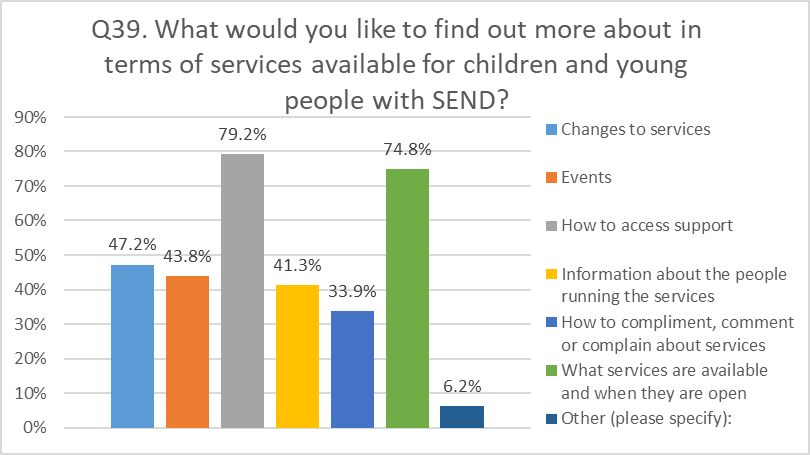 Q39. What would you like to find out more about in
terms of services available for children and young
people with SEND?
90%
80%
70%
60%
50%
40%
30%
20%
10%
0%
47.2%
43.8%
79.2%
41.3%
33.9%
74.8%
6.2%
Changes to services
Events
How to access support
Information about the people
running the services
How to compliment, comment
or complain about services
What services are available
and when they are open
Other (please specify):